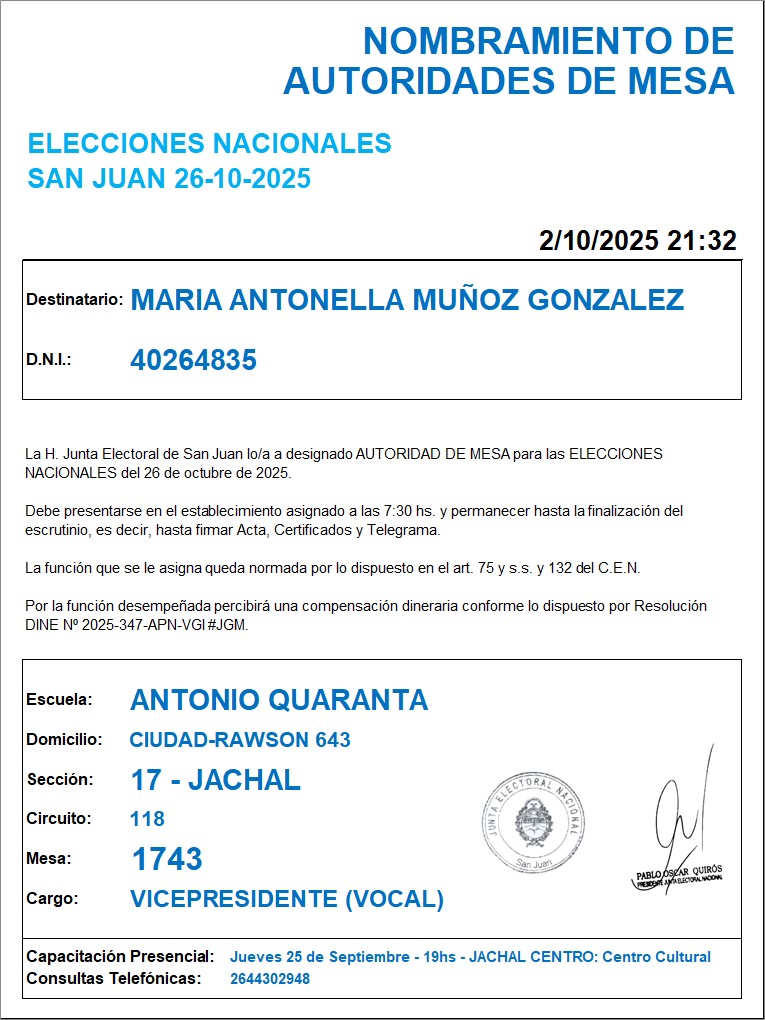 NOMBRAMIENTO DE
AUTORIDADES DE MESA
ELECCIONES NACIONALES
SAN JUAN 26-10-2025
2/10/2025 21:32
Destinatario: MARIA ANTONELLA MUÑOZ GONZALEZ
D.N.I.: 40264835
La H. Junta Electoral de San Juan lo/a a designado AUTORIDAD DE MESA para las ELECCIONES
NACIONALES del 26 de octubre de 2025.
Debe presentarse en el establecimiento asignado a las 7:30 hs. y permanecer hasta la finalización del
escrutinio, es decir, hasta firmar Acta, Certificados y Telegrama.
La función que se le asigna queda normada por lo dispuesto en el art. 75 y s.s. y 132 del C.E.N.
Por la función desempeñada percibirá una compensación dineraria conforme lo dispuesto por Resolución
DINE Nº 2025-347-APN-VGI#JGM.
Escuela: ANTONIO QUARANTA
Domicilio: CIUDAD-RAWSON 643
Sección: 17 - JACHAL
Circuito: 118
Mesa: 1743
Cargo: VICEPRESIDENTE (VOCAL)
JUNTA ELECTORAL NACIONAL
San Juan
PABLO OSCAR QUIRÓS
PRESIDENTE JUNTA ELECTORAL NACIONAL
Capacitación Presencial: Jueves 25 de Septiembre - 19hs - JACHAL CENTRO: Centro Cultural
Consultas Telefónicas: 2644302948